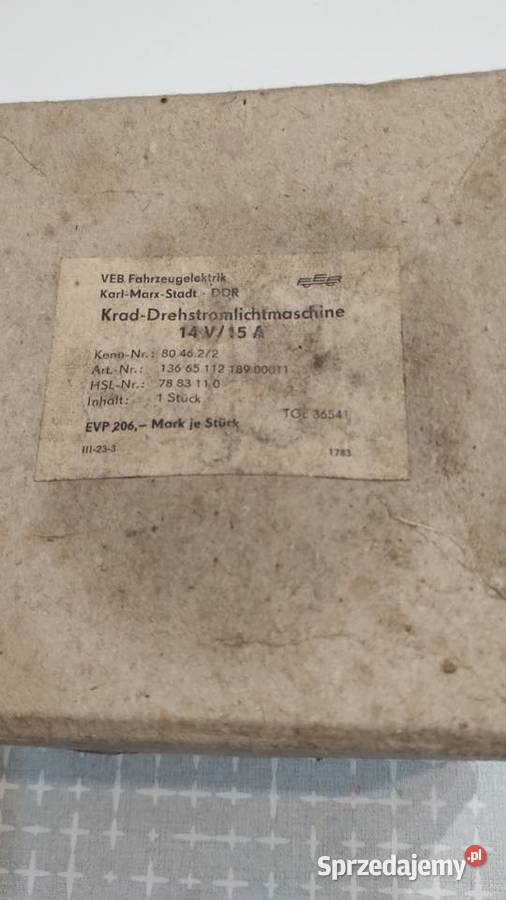 VEB Fahrzeugelektrik
Karl-Marx-Stadt - DDR
FER
Krad-Drehstromlichtmaschine
14 V/15 A
Kenn-Nr.: 80 46.2/2
Art.-Nr.: 136 65 112 189 00011
HSL-Nr.: 78 83 11 0
Inhalt: 1 Stück
TGL 36541
EVP 206,– Mark je Stück
III-23-3
1783
Sprzedajemy.pl